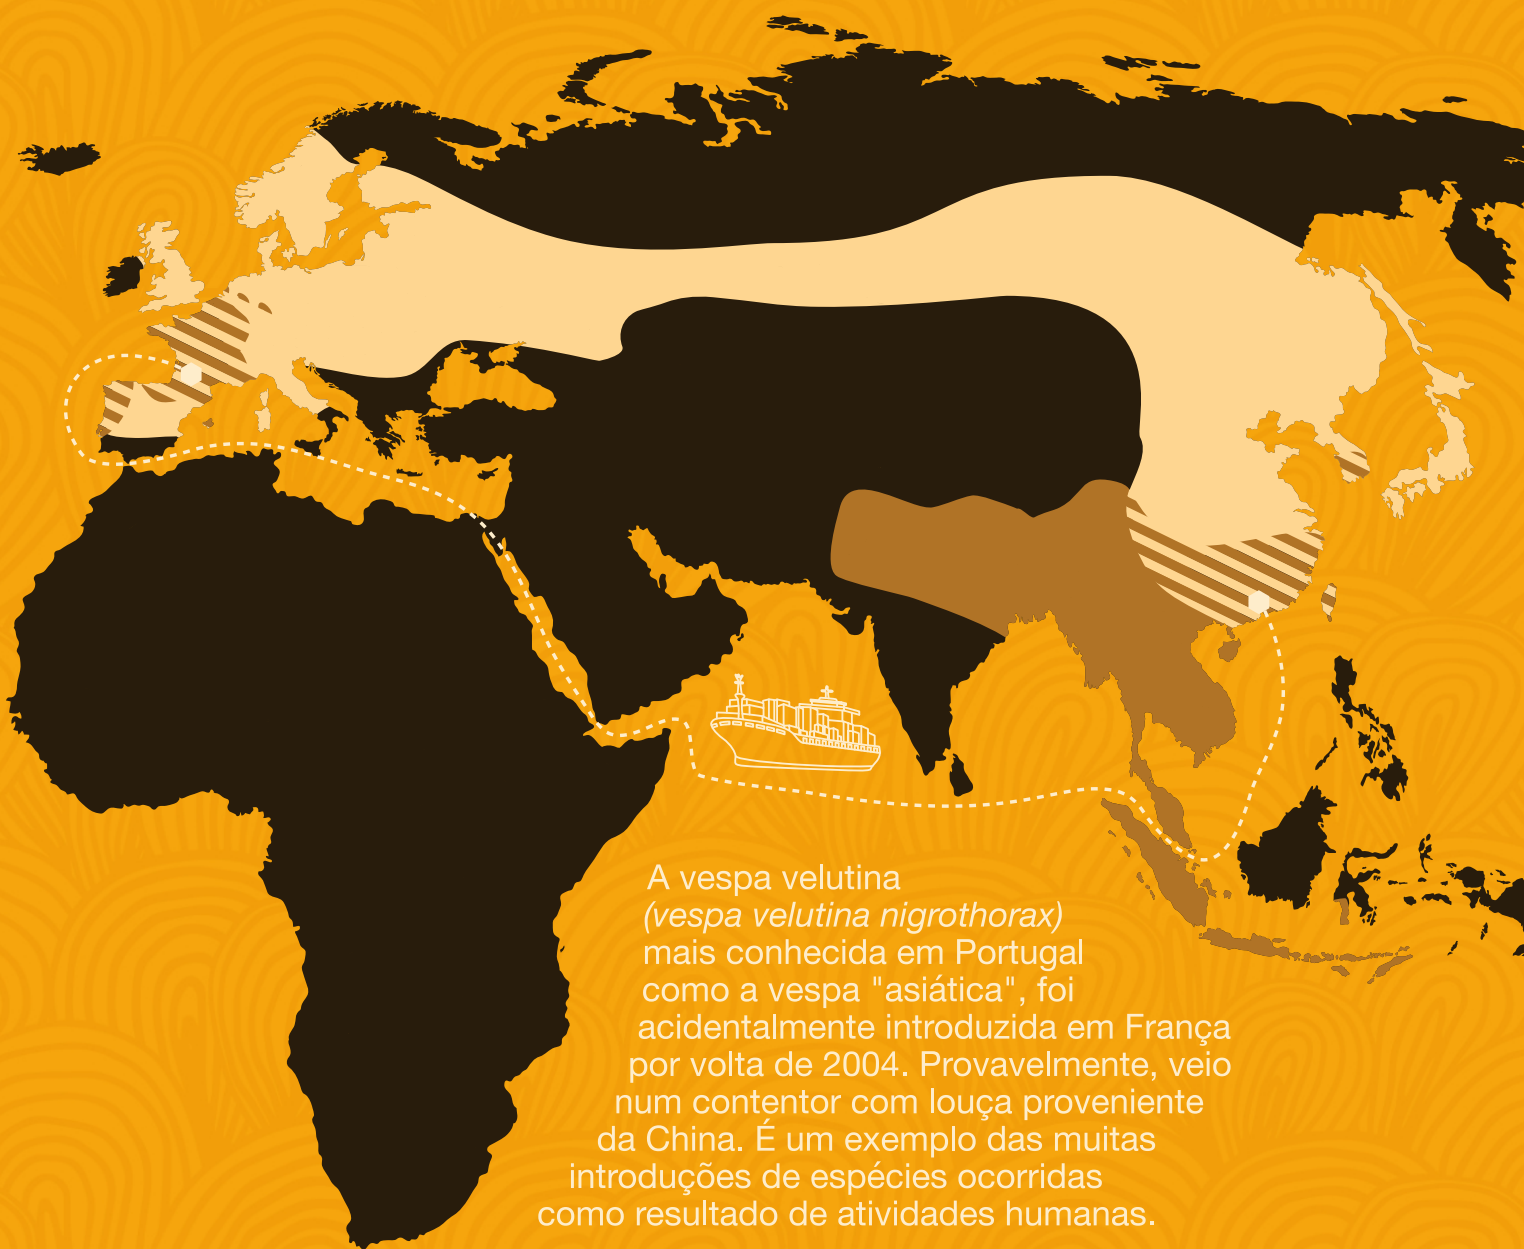 A vespa velutina
(vespa velutina nigrothorax)
mais conhecida em Portugal
como a vespa "asiática", foi
acidentalmente introduzida em França
por volta de 2004. Provavelmente, veio
num contentor com louça proveniente
da China. É um exemplo das muitas
introduções de espécies ocorridas
como resultado de atividades humanas.